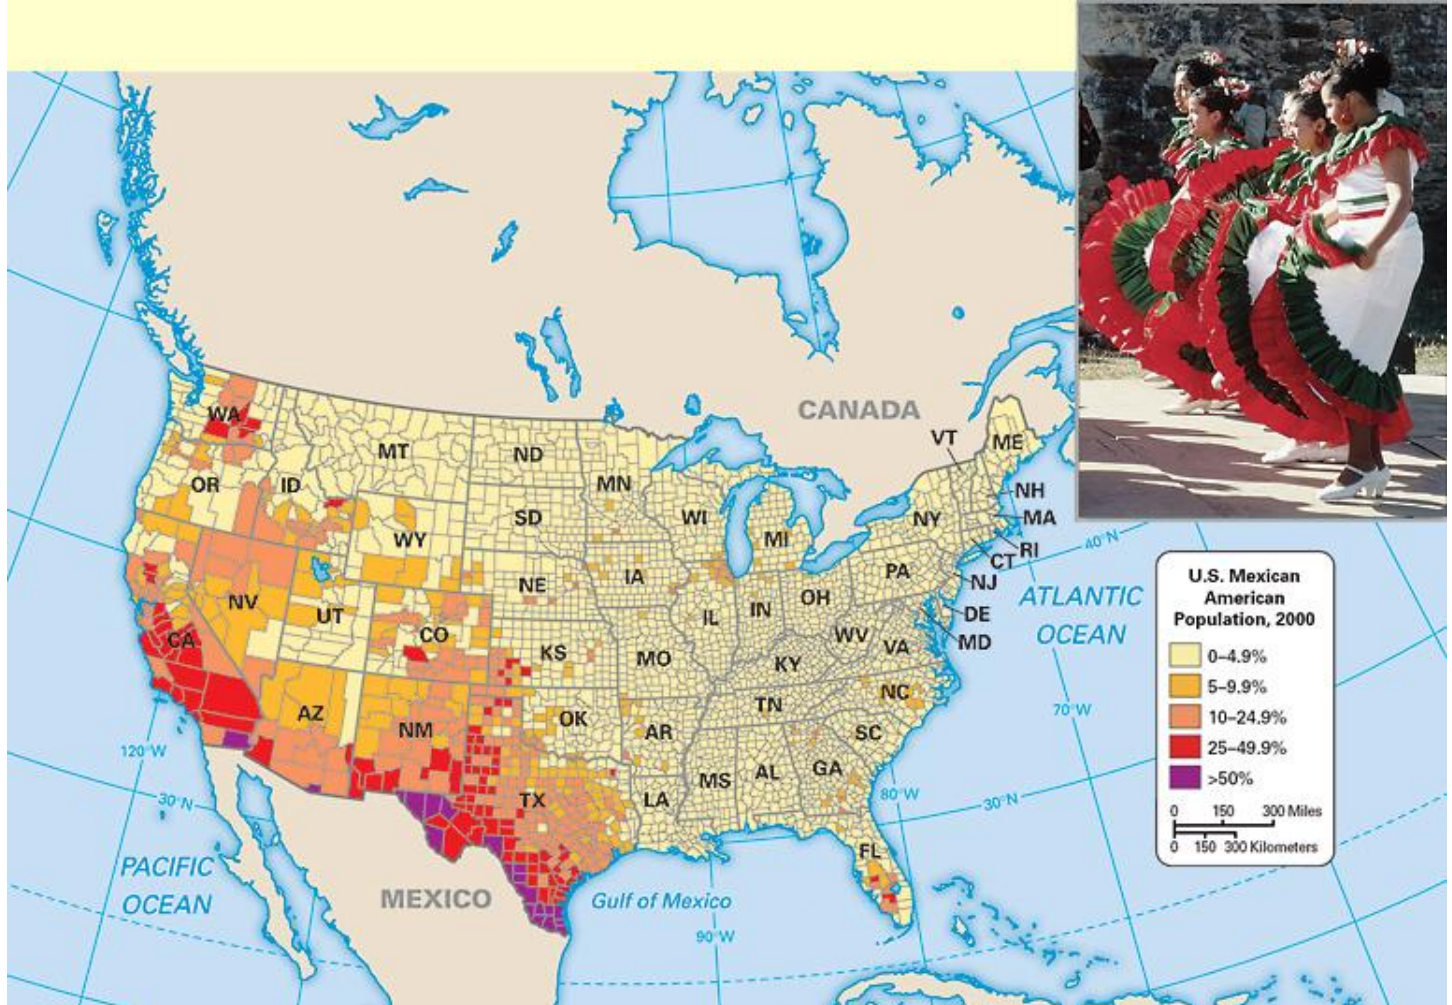 CANADA
VT
ME
WA
MT
ND
MN
OR
ID
NH
WI
NY
MA
SD
MI
WY
RI
40°N
CT
PA
NJ
NE
IA
OH
NV
UT
IL
IN
DE
ATLANTIC
OCEAN
CO
WV
MD
CA
KS
MO
VA
KY
NC
AZ
NM
OK
TN
70°W
AR
SC
120°W
MS
AL
GA
30°N
TX
LA
80°W
30°N
FL
PACIFIC
OCEAN
MEXICO
Gulf of Mexico
90°W
U.S. Mexican
American
Population, 2000
0–4.9%
5–9.9%
10–24.9%
25–49.9%
>50%
0 150 300 Miles
0 150 300 Kilometers